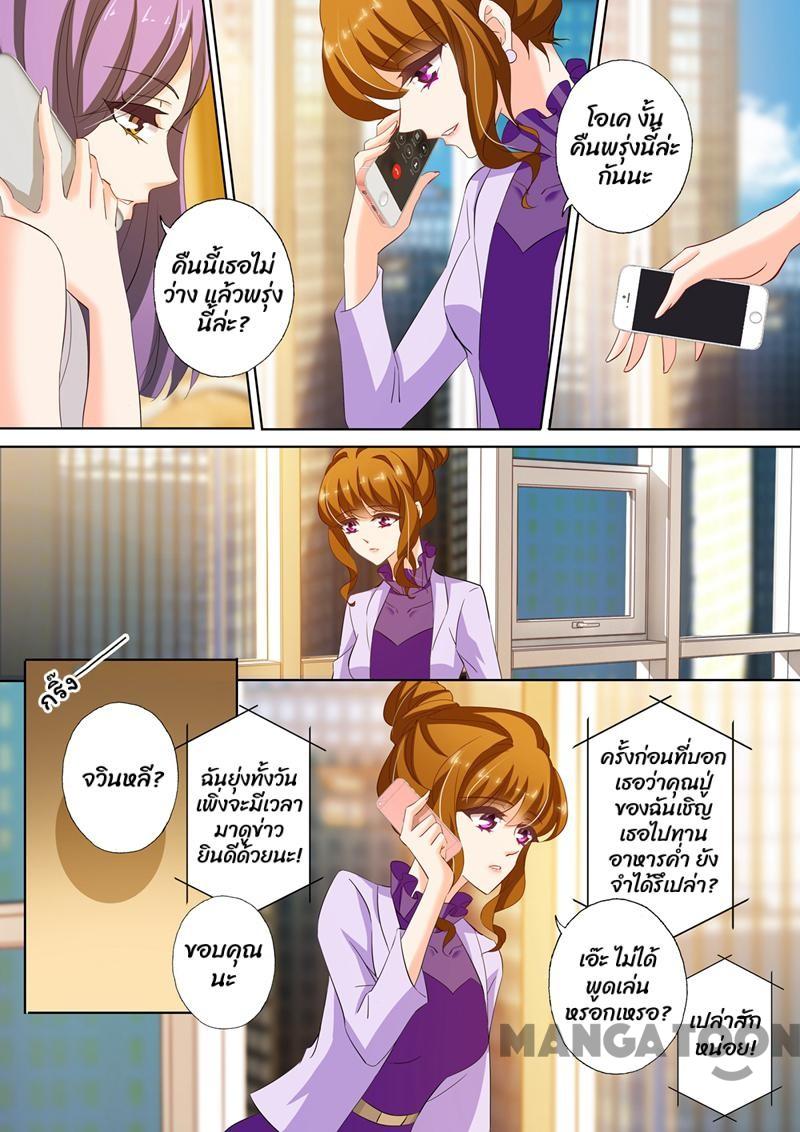 คืนนี้เธอไม่
ว่าง แล้วพรุ่ง
นี้ล่ะ?
โอเค งั้น
คืนพรุ่งนี้ล่ะ
กันนะ
กริ๊ง
จวินหลี?
ฉันยุ่งทั้งวัน
เพิ่งจะมีเวลา
มาดูข่าว
ยินดีด้วยนะ!
ขอบคุณ
นะ
ครั้งก่อนที่บอก
เธอว่าคุณปู่
ของฉันเชิญ
เธอไปทาน
อาหารค่ำ ยัง
จำได้รึเปล่า?
เอ๊ะ ไม่ได้
พูดเล่น
หรอกเหรอ?
เปล่าสัก
หน่อย!
MANGATOON